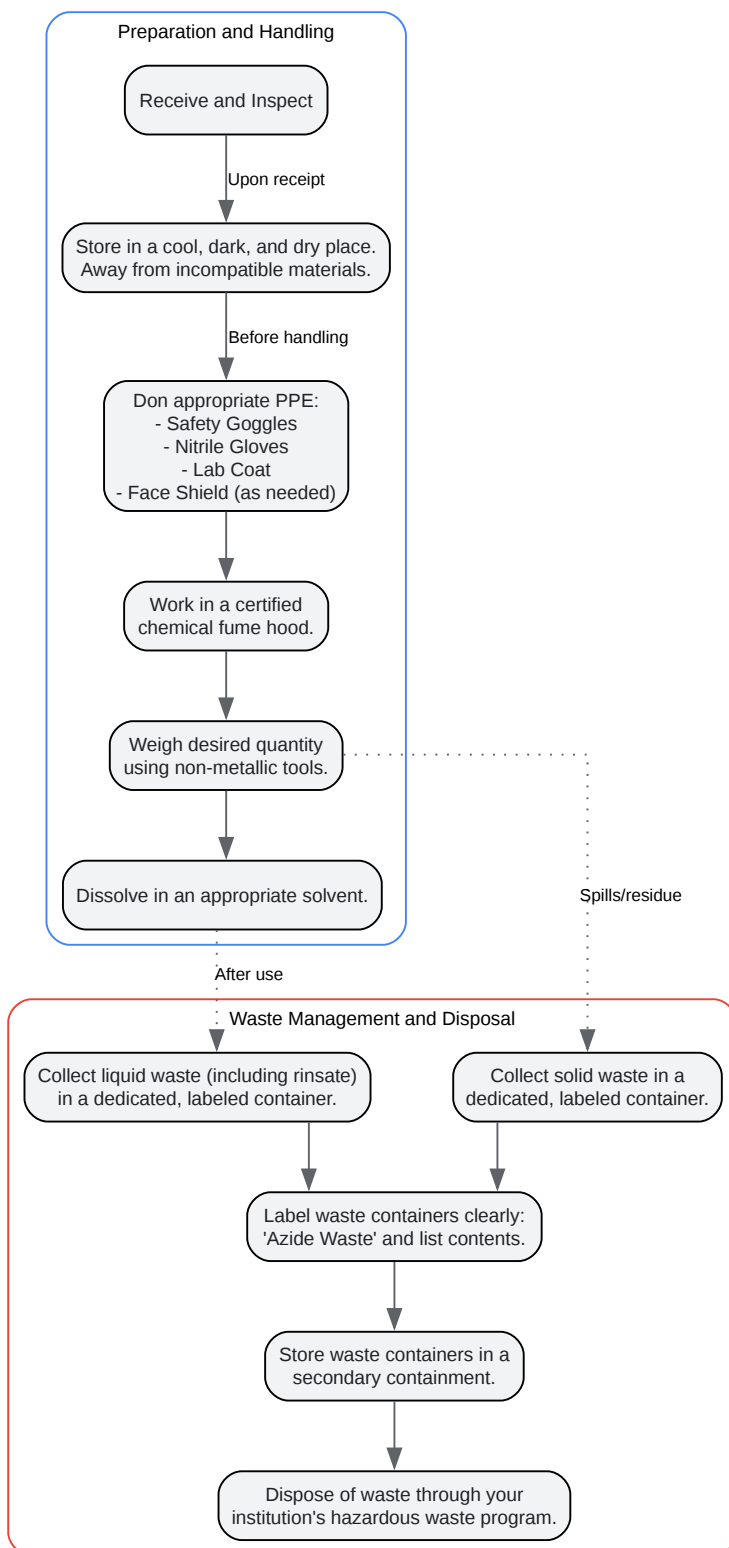 Preparation and Handling
Receive and Inspect
Upon receipt
Store in a cool, dark, and dry place.
Away from incompatible materials.
Before handling
Don appropriate PPE:
- Safety Goggles
- Nitrile Gloves
- Lab Coat
- Face Shield (as needed)
Work in a certified
chemical fume hood.
Weigh desired quantity
using non-metallic tools.
Dissolve in an appropriate solvent.
Spills/residue
After use
Waste Management and Disposal
Collect liquid waste (including rinsate)
in a dedicated, labeled container.
Collect solid waste in a
dedicated, labeled container.
Label waste containers clearly:
'Azide Waste' and list contents.
Store waste containers in a
secondary containment.
Dispose of waste through your
institution's hazardous waste program.